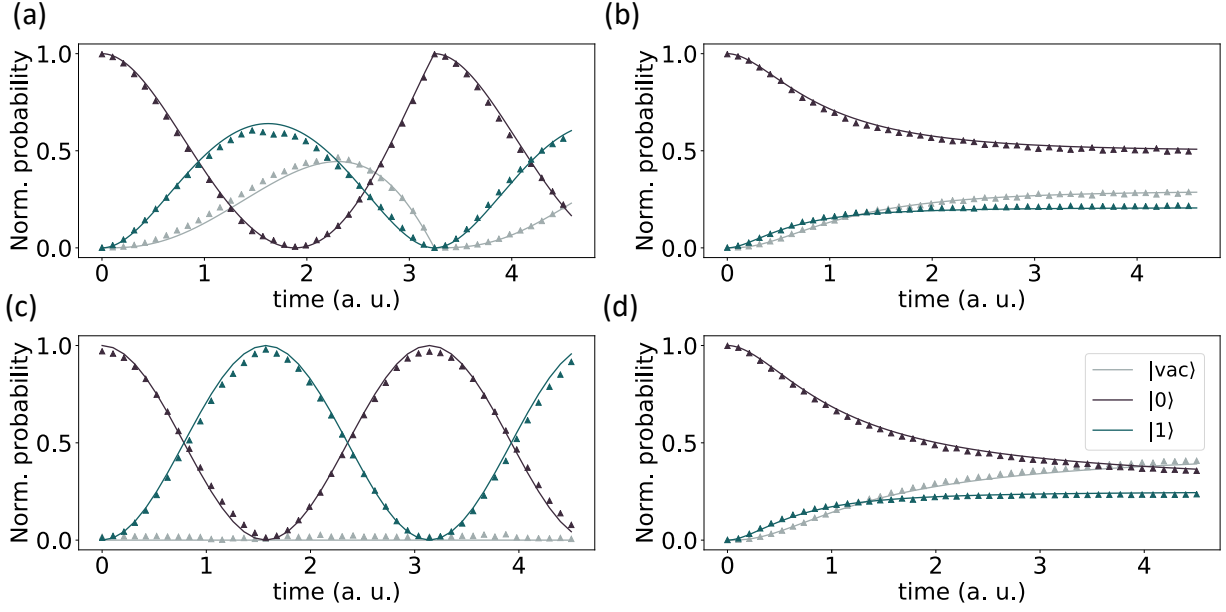 (a)
Norm. probability
1.0
0.5
0.0
0 1 2 3 4
time (a. u.)
(b)
Norm. probability
1.0
0.5
0.0
0 1 2 3 4
time (a. u.)
(c)
Norm. probability
1.0
0.5
0.0
0 1 2 3 4
time (a. u.)
(d)
Norm. probability
1.0
0.5
0.0
0 1 2 3 4
time (a. u.)
|vac⟩
|0⟩
|1⟩